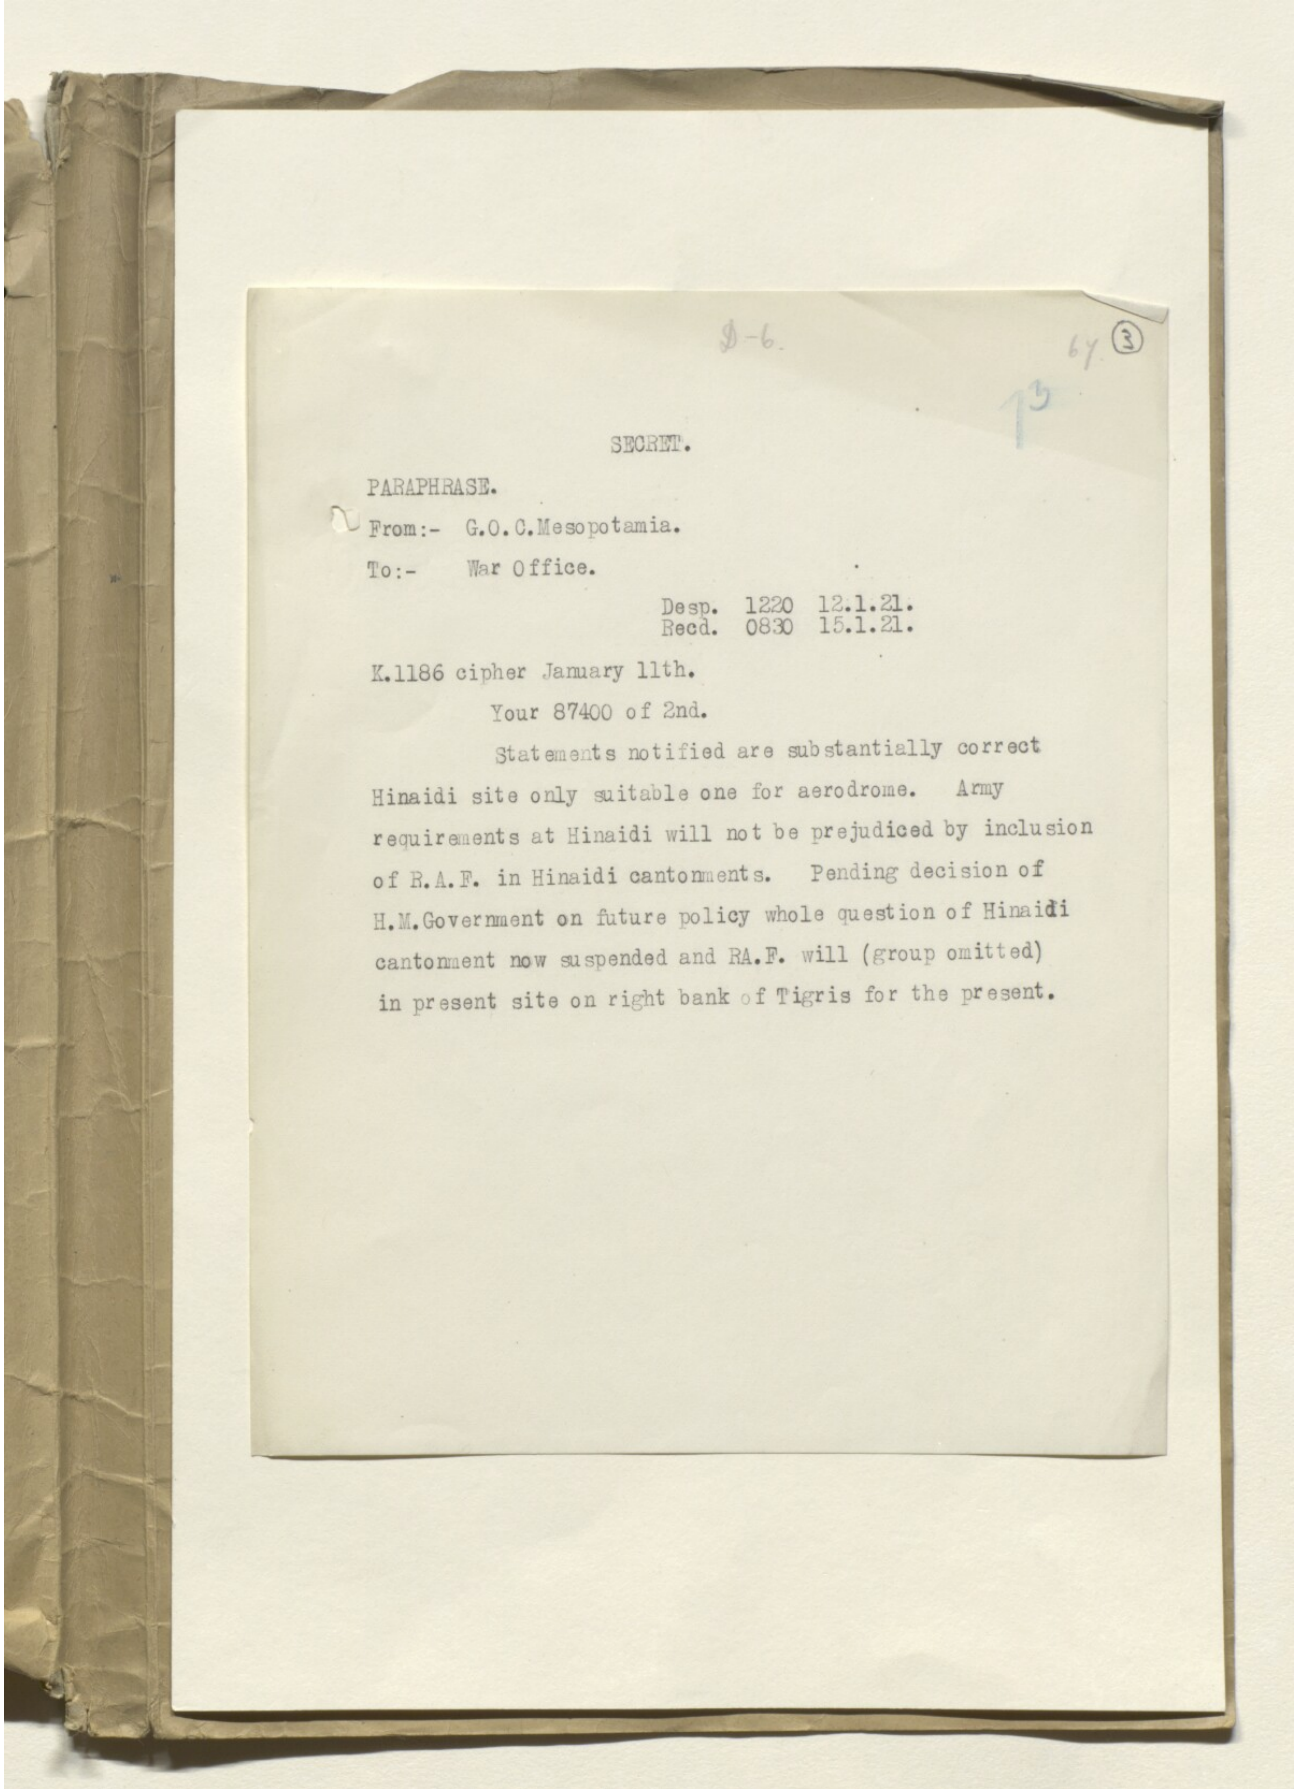 D-6.
67. 3
13
SECRET.
PARAPHRASE.
From:- G.O.C.Mesopotamia.
To:- War Office.
Desp. 1220 12.1.21.
Recd. 0830 15.1.21.
K.1186 cipher January 11th.
Your 87400 of 2nd.
Statements notified are substantially correct
Hinaidi site only suitable one for aerodrome. Army
requirements at Hinaidi will not be prejudiced by inclusion
of R.A.F. in Hinaidi cantonments. Pending decision of
H.M.Government on future policy whole question of Hinaidi
cantonment now suspended and RA.F. will (group omitted)
in present site on right bank of Tigris for the present.